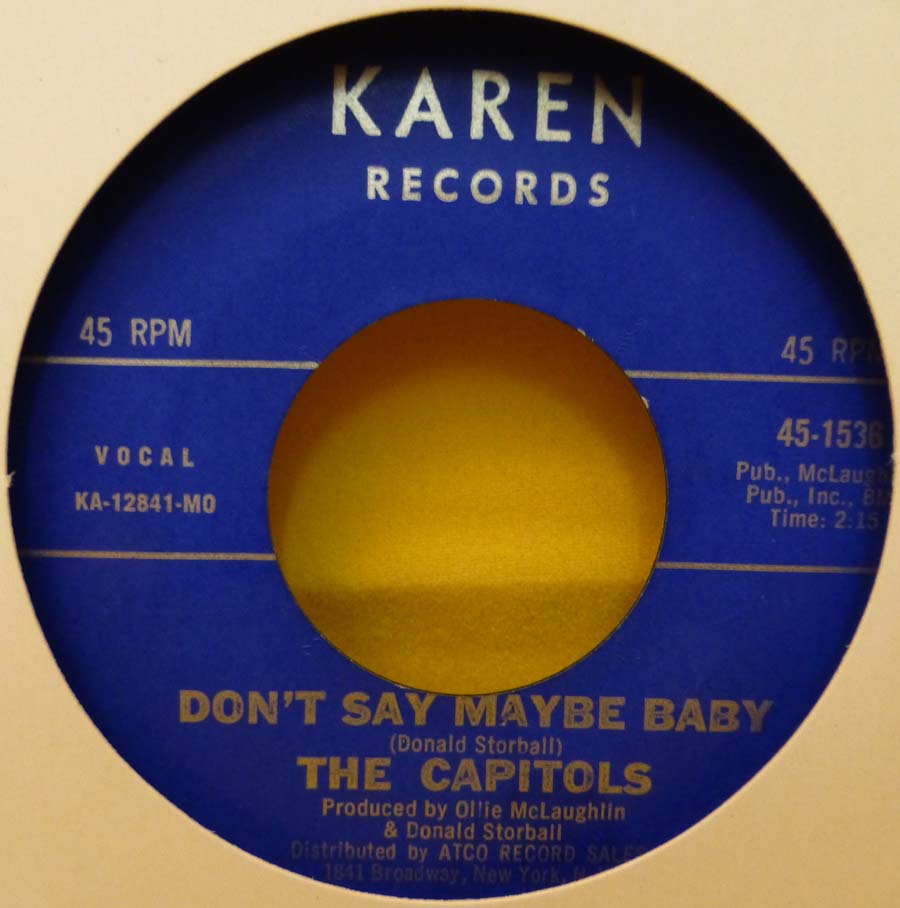 KAREN
RECORDS
45 RPM
45 RPM
VOCAL
KA-12841-MO
45-1536
Pub., McLaugh
Pub., Inc., BM
Time: 2:15
DON'T SAY MAYBE BABY
(Donald Storball)
THE CAPITOLS
Produced by Ollie McLaughlin
& Donald Storball
Distributed by ATCO RECORD SALES
1841 Broadway, New York, N.